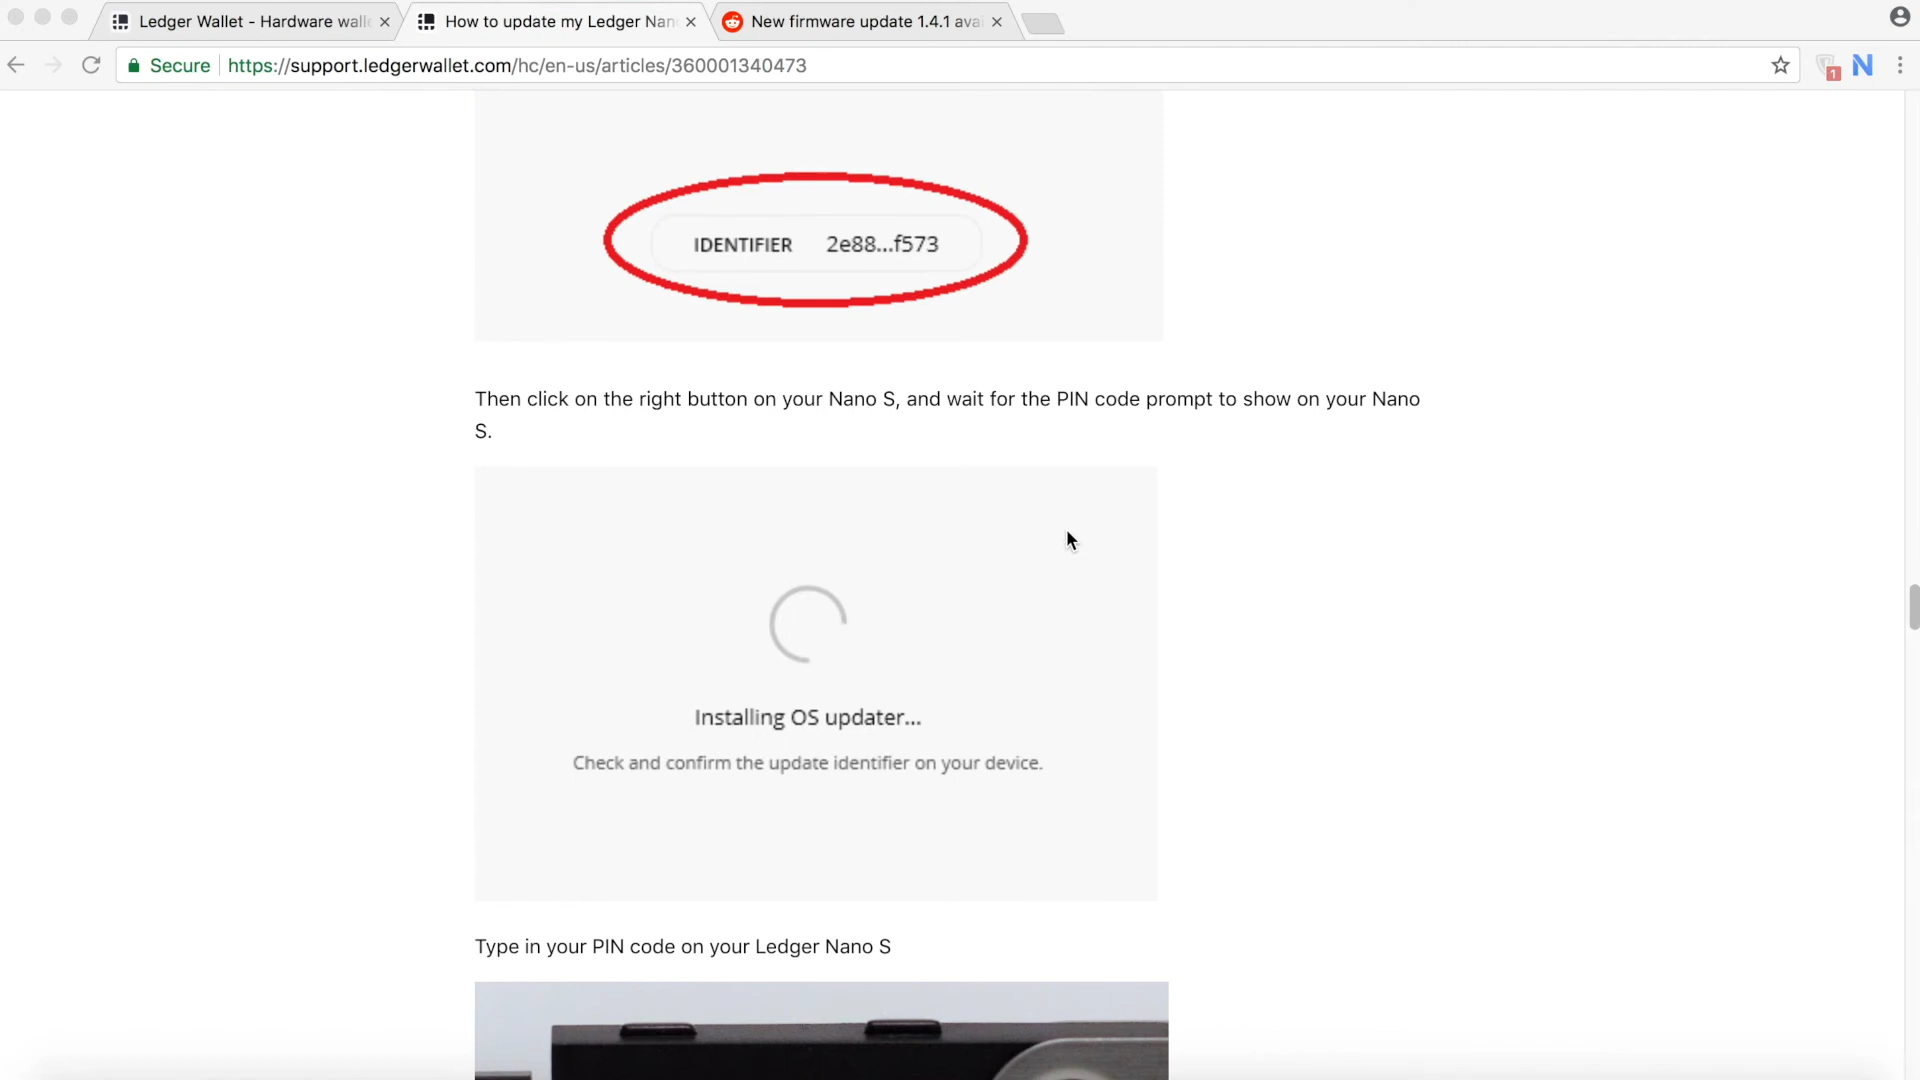 Ledger Wallet - Hardware wall
How to update my Ledger Nan
New firmware update 1.4.1 avai
Secure
https://support.ledgerwallet.com/hc/en-us/articles/360001340473
1
N
IDENTIFIER 2e88...f573
Then click on the right button on your Nano S, and wait for the PIN code prompt to show on your Nano
S.
Installing OS updater...
Check and confirm the update identifier on your device.
Type in your PIN code on your Ledger Nano S